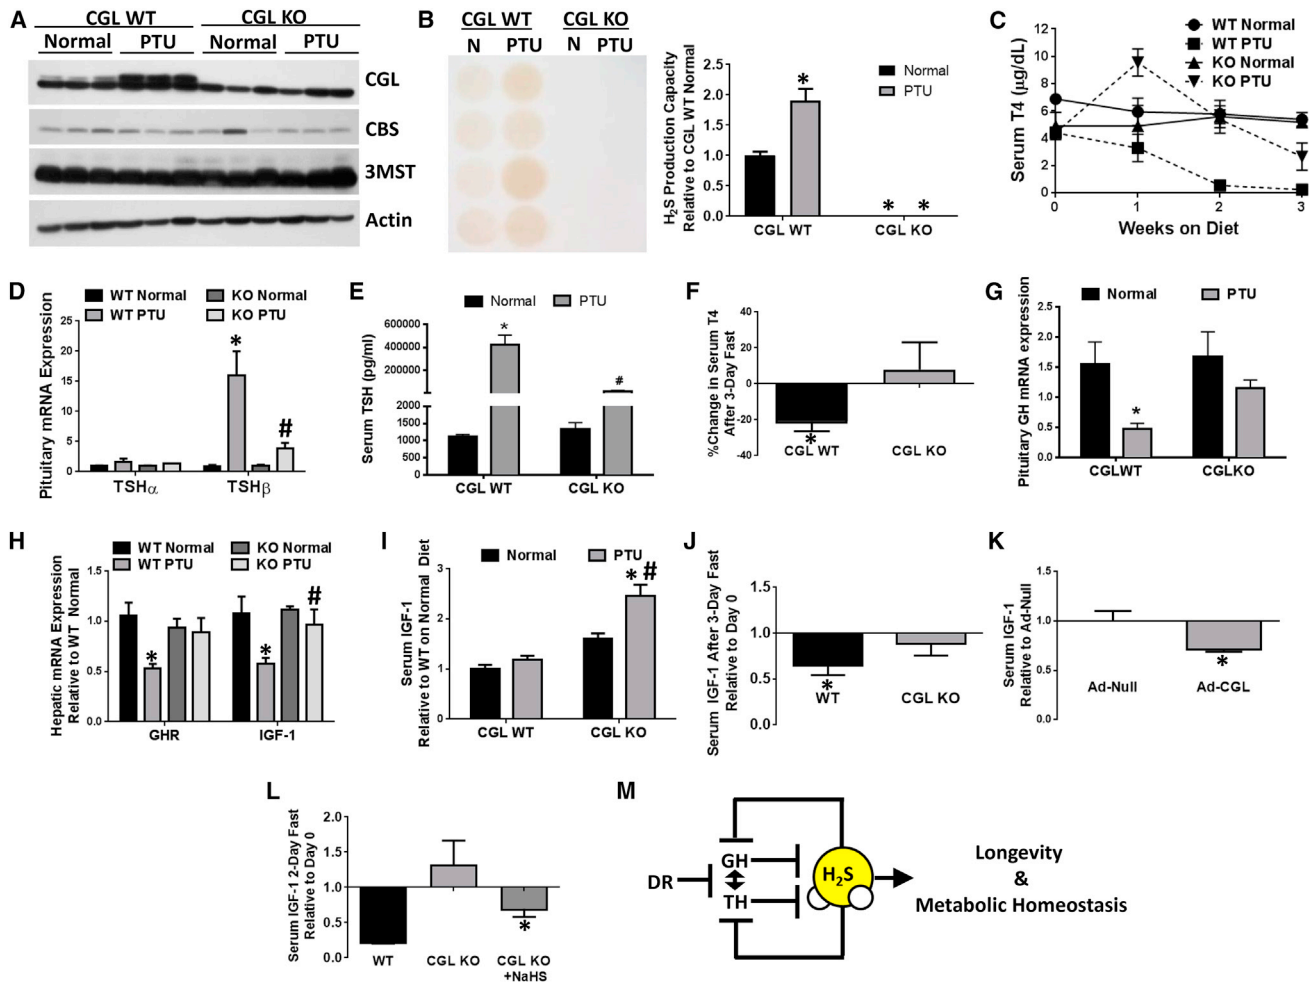 A
CGL WT
CGL KO
Normal
PTU
Normal
PTU
CGL
CBS
3MST
Actin
B
CGL WT
CGL KO
N
PTU
N
PTU
H2S Production Capacity
Relative to CGL WT Normal
2.5
2.0
1.5
1.0
0.5
0.0
Normal
PTU
*
* *
CGL WT
CGL KO
C
WT Normal
WT PTU
KO Normal
KO PTU
Serum T4 (µg/dL)
12
10
8
6
4
2
0
0 1 2 3
Weeks on Diet
D
WT Normal
KO Normal
WT PTU
KO PTU
Pituitary mRNA Expression
25
20
15
10
5
0
*
#
TSHα
TSHβ
E
Normal
PTU
Serum TSH (pg/ml)
600000
400000
200000
2000
1500
1000
500
0
*
#
CGL WT
CGL KO
F
%Change in Serum T4
After 3-Day Fast
40
20
0
-20
-40
*
CGL WT
CGL KO
G
Normal
PTU
Pituitary GH mRNA expression
2.5
2.0
1.5
1.0
0.5
0.0
*
CGLWT
CGLKO
H
WT Normal
KO Normal
WT PTU
KO PTU
Hepatic mRNA Expression
Relative to WT Normal
1.5
1.0
0.5
0.0
*
*
#
GHR
IGF-1
I
Normal
PTU
Serum IGF-1
Relative to WT on Normal Diet
3
2
1
0
*#
CGL WT
CGL KO
J
Serum IGF-1 After 3-Day Fast
Relative to Day 0
1.5
1.0
0.5
0.0
*
WT
CGL KO
K
Serum IGF-1
Relative to Ad-Null
1.5
1.0
0.5
0.0
Ad-Null
Ad-CGL
*
L
Serum IGF-1 2-Day Fast
Relative to Day 0
2.0
1.5
1.0
0.5
0.0
*
WT
CGL KO
CGL KO
+NaHS
M
DR
GH
TH
H2S
Longevity
&
Metabolic Homeostasis